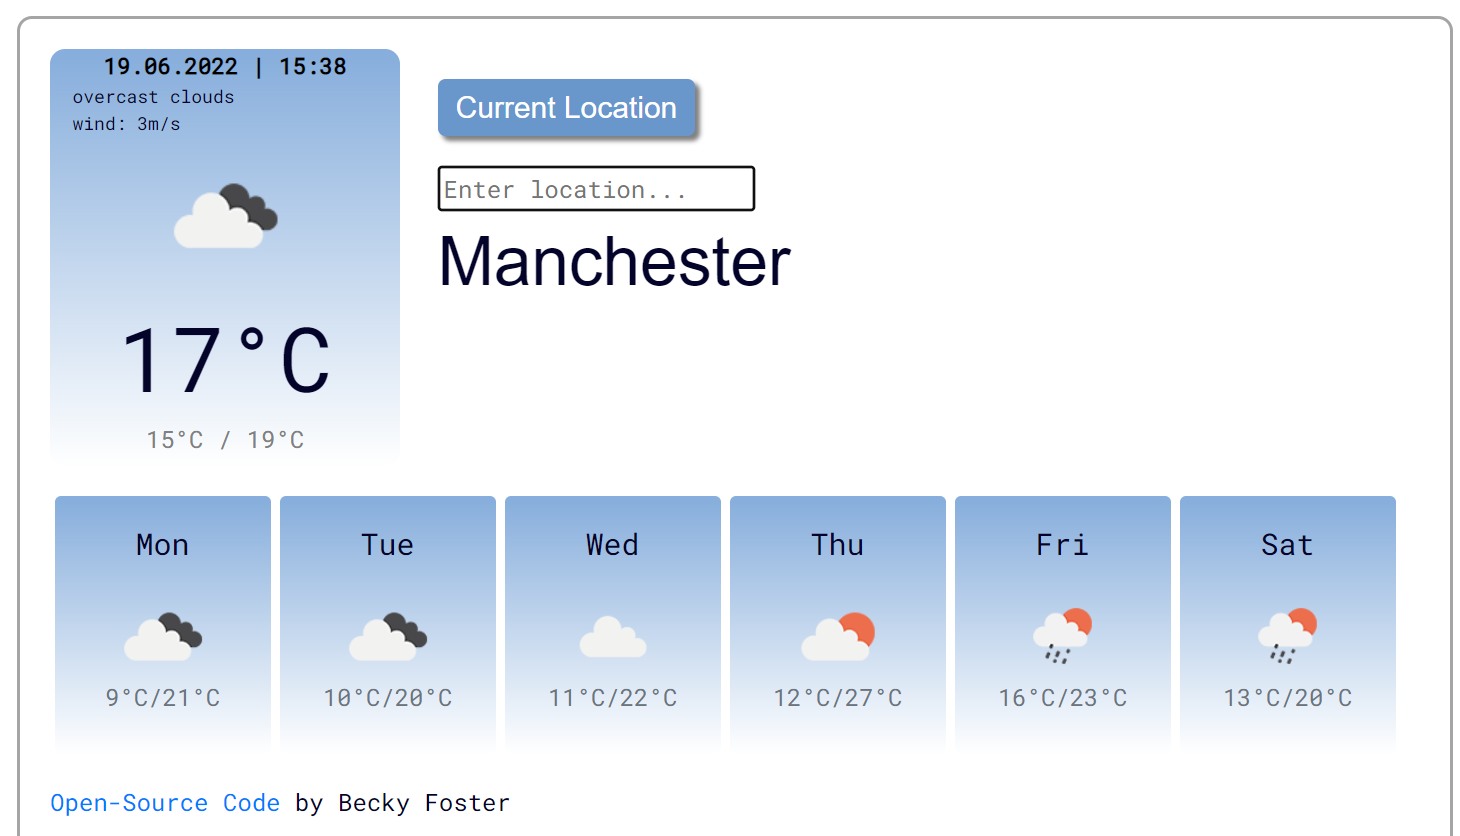 19.06.2022 | 15:38
overcast clouds
wind: 3m/s
17°C
15°C / 19°C
Current Location
Enter location...
Manchester
Mon
9°C/21°C
Tue
10°C/20°C
Wed
11°C/22°C
Thu
12°C/27°C
Fri
16°C/23°C
Sat
13°C/20°C
Open-Source Code by Becky Foster